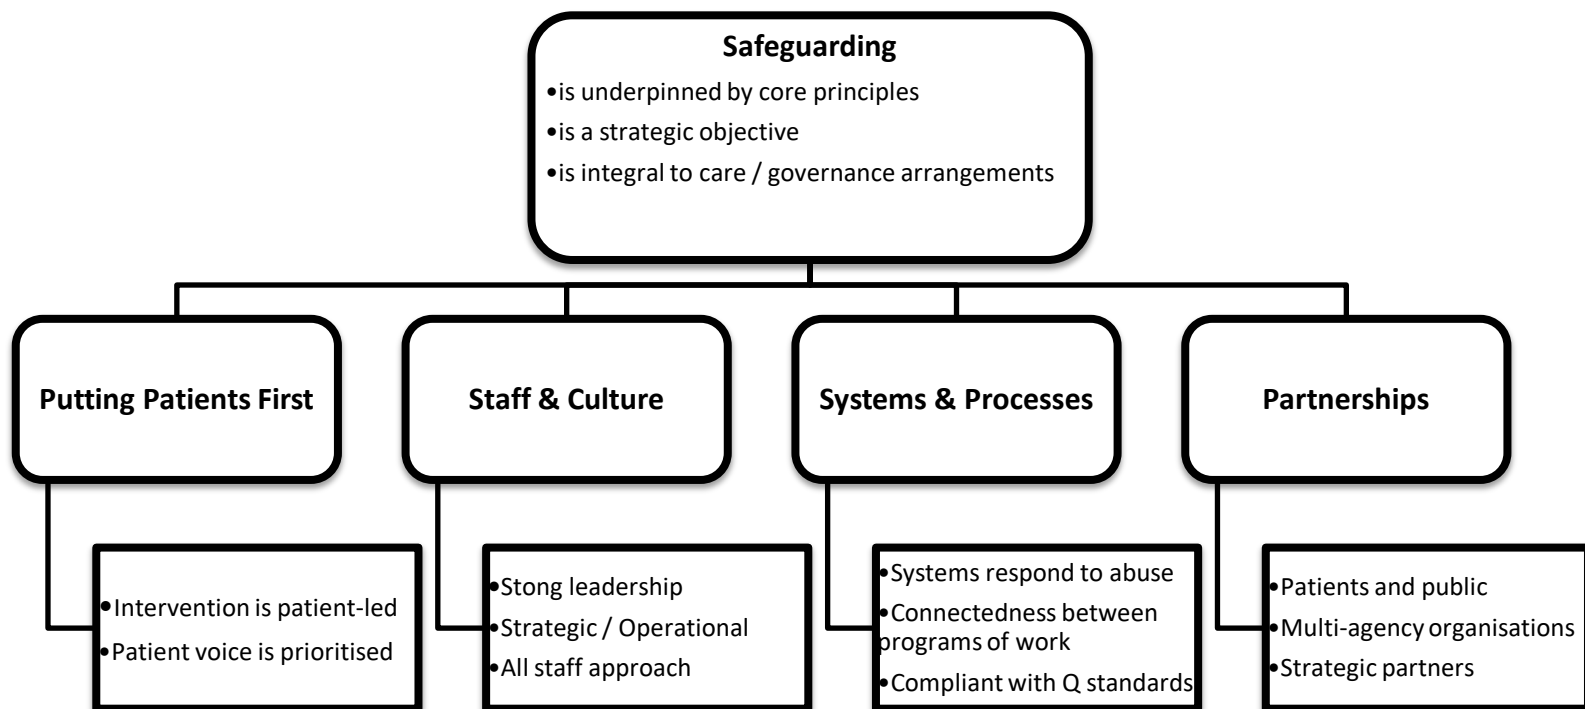 Safeguarding
•is underpinned by core principles
•is a strategic objective
•is integral to care / governance arrangements
Putting Patients First
Staff & Culture
Systems & Processes
Partnerships
•Intervention is patient-led
•Patient voice is prioritised
•Stong leadership
•Strategic / Operational
•All staff approach
•Systems respond to abuse
•Connectedness between
programs of work
•Compliant with Q standards
•Patients and public
•Multi-agency organisations
•Strategic partners